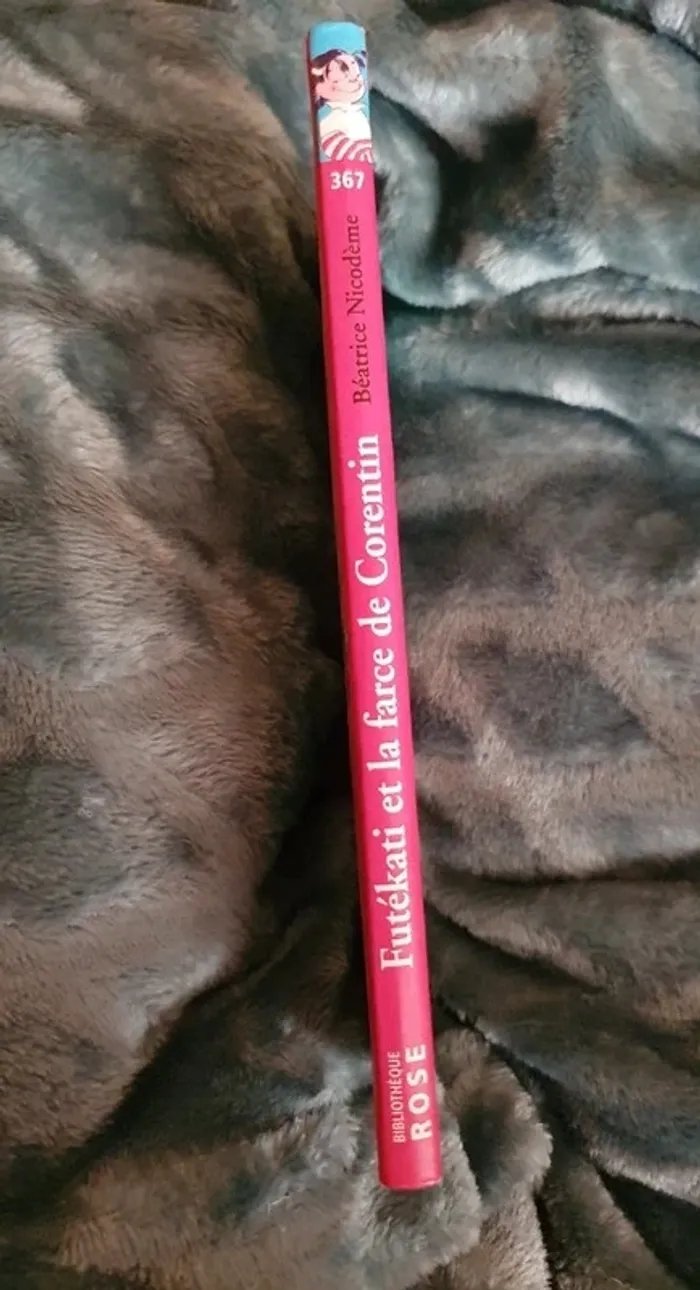 367
Béatrice Nicodème
Futékati et la farce de Corentin
BIBLIOTHÈQUE
ROSE